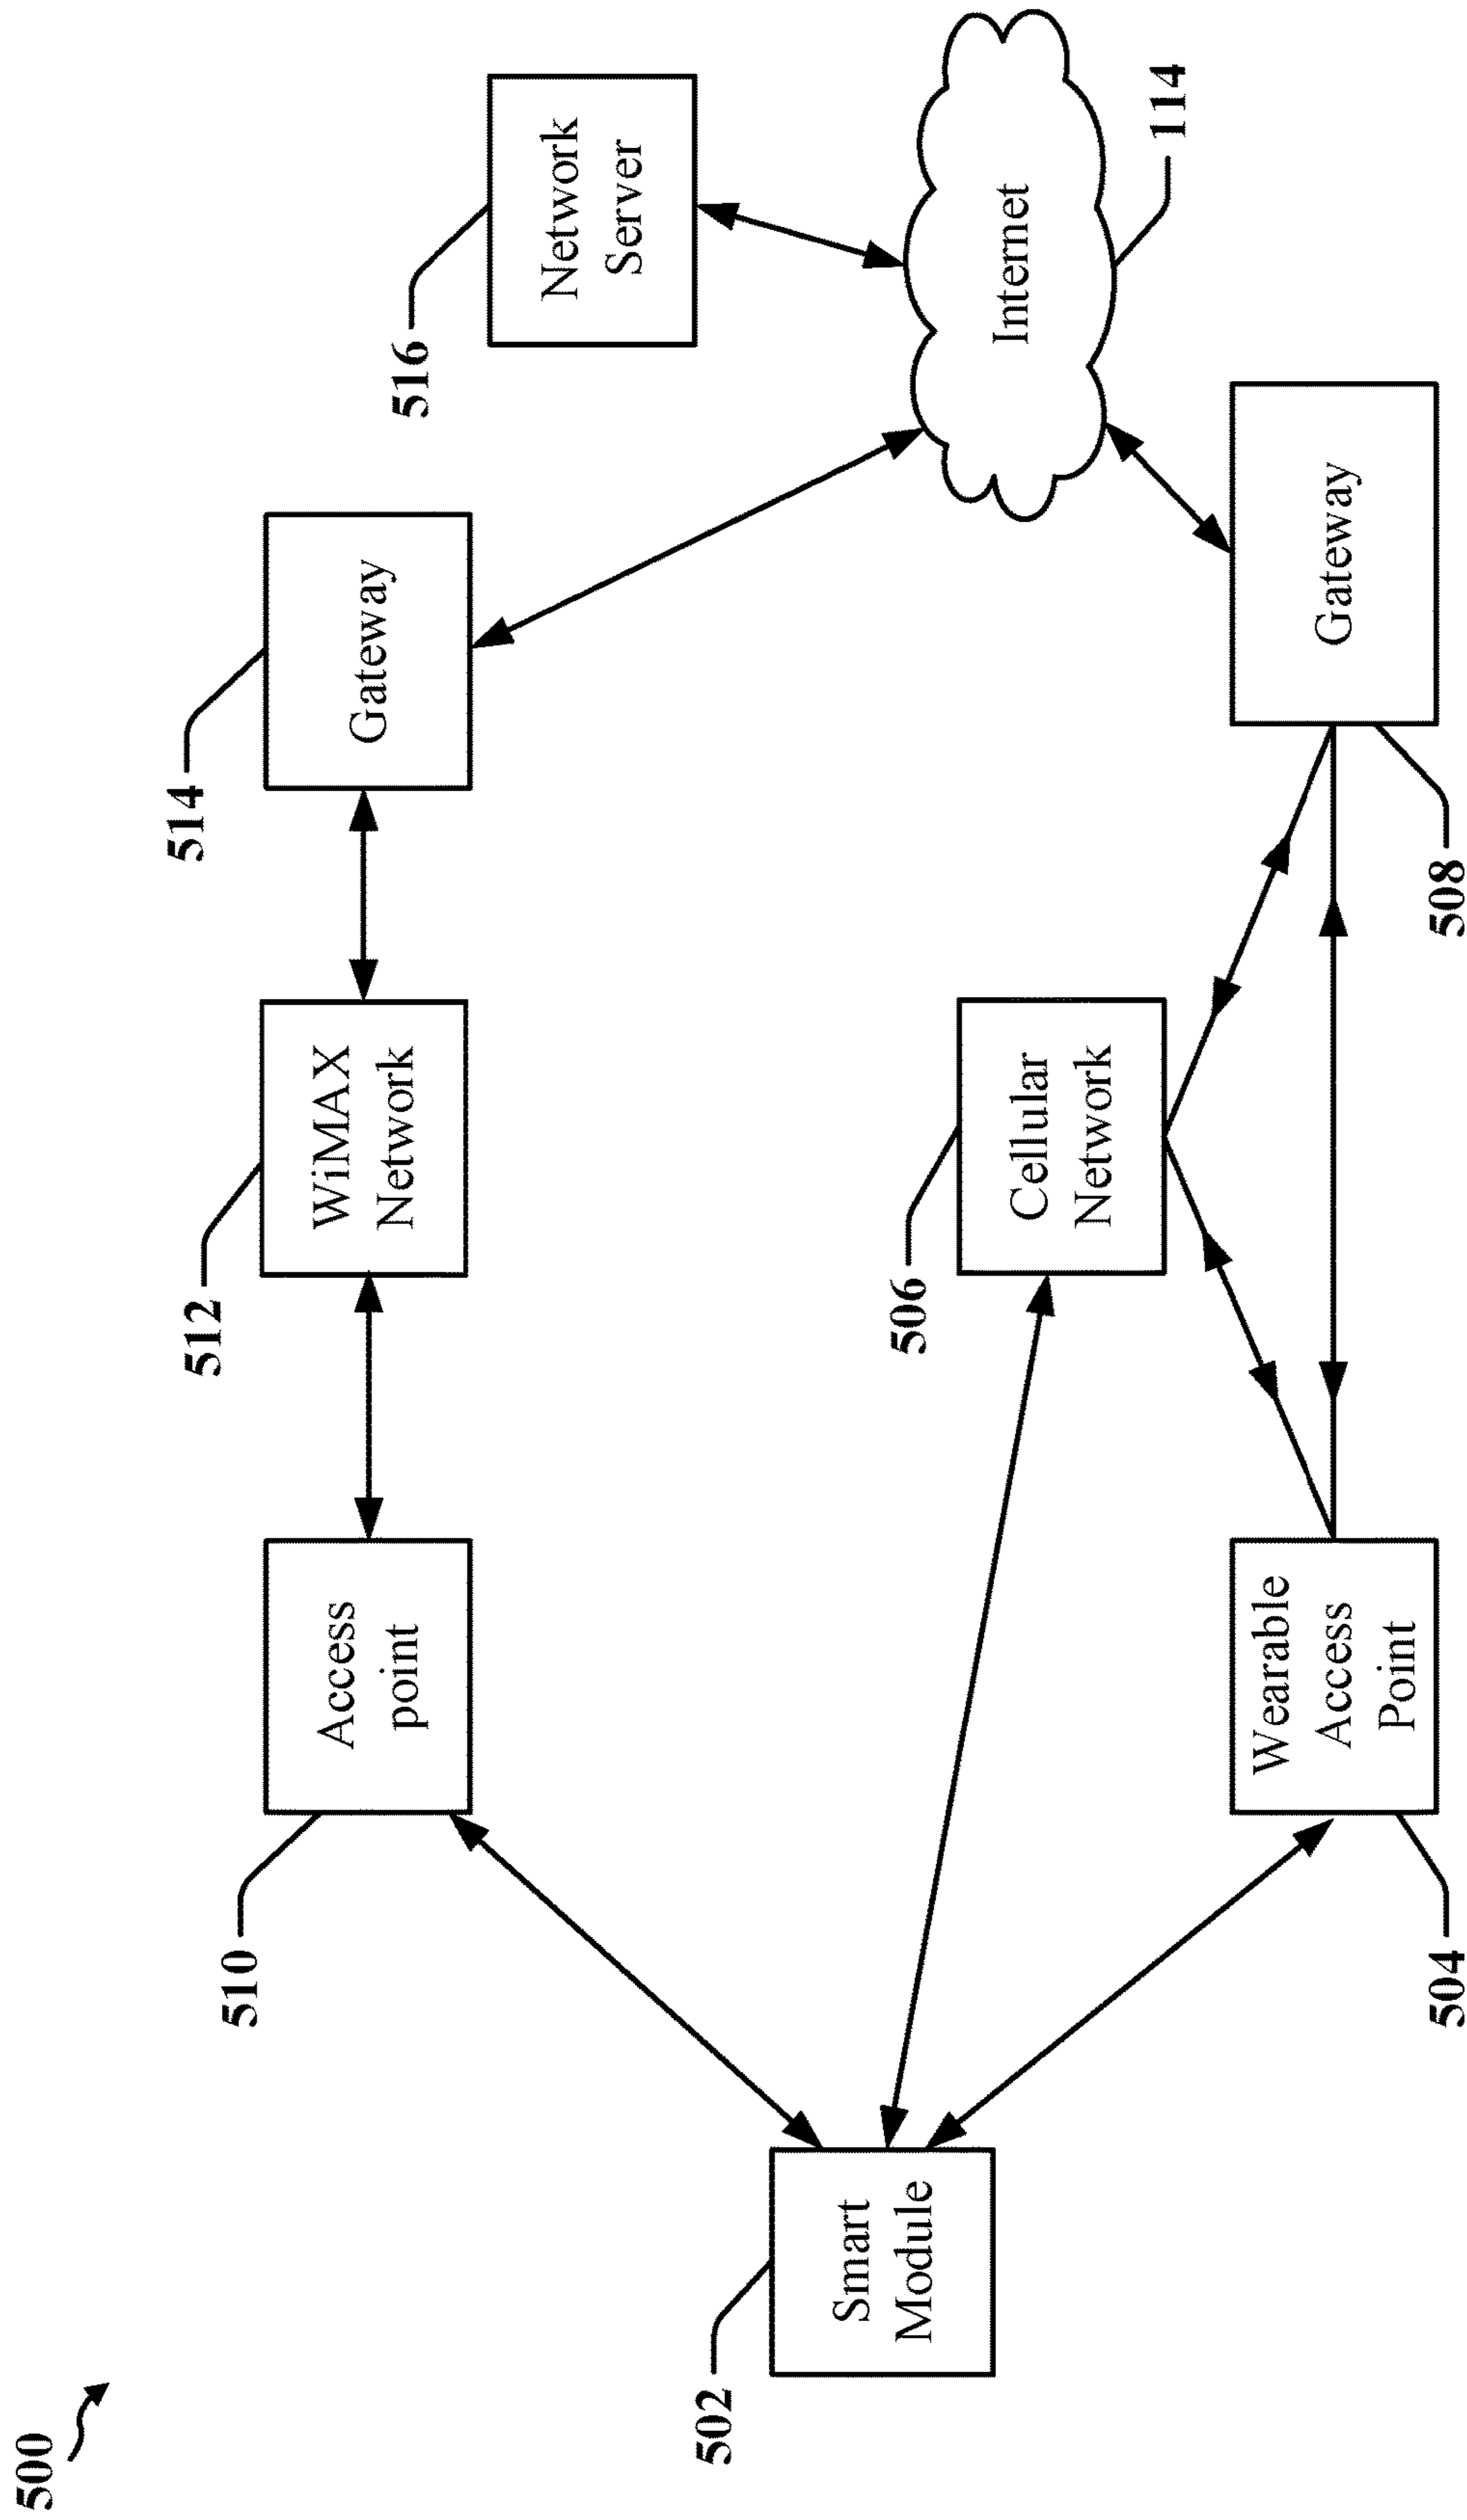 500
502
Smart
Module
510
Access
point
512
WiMAX
Network
514
Gateway
516
Network
Server
506
Cellular
Network
Internet
114
504
Wearable
Access
Point
508
Gateway